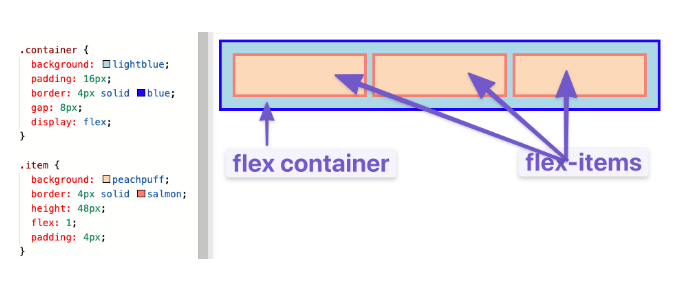 .container {
background: lightblue;
padding: 16px;
border: 4px solid blue;
gap: 8px;
display: flex;
}
.item {
background: peachpuff;
border: 4px solid salmon;
height: 48px;
flex: 1;
padding: 4px;
}
flex container
flex-items